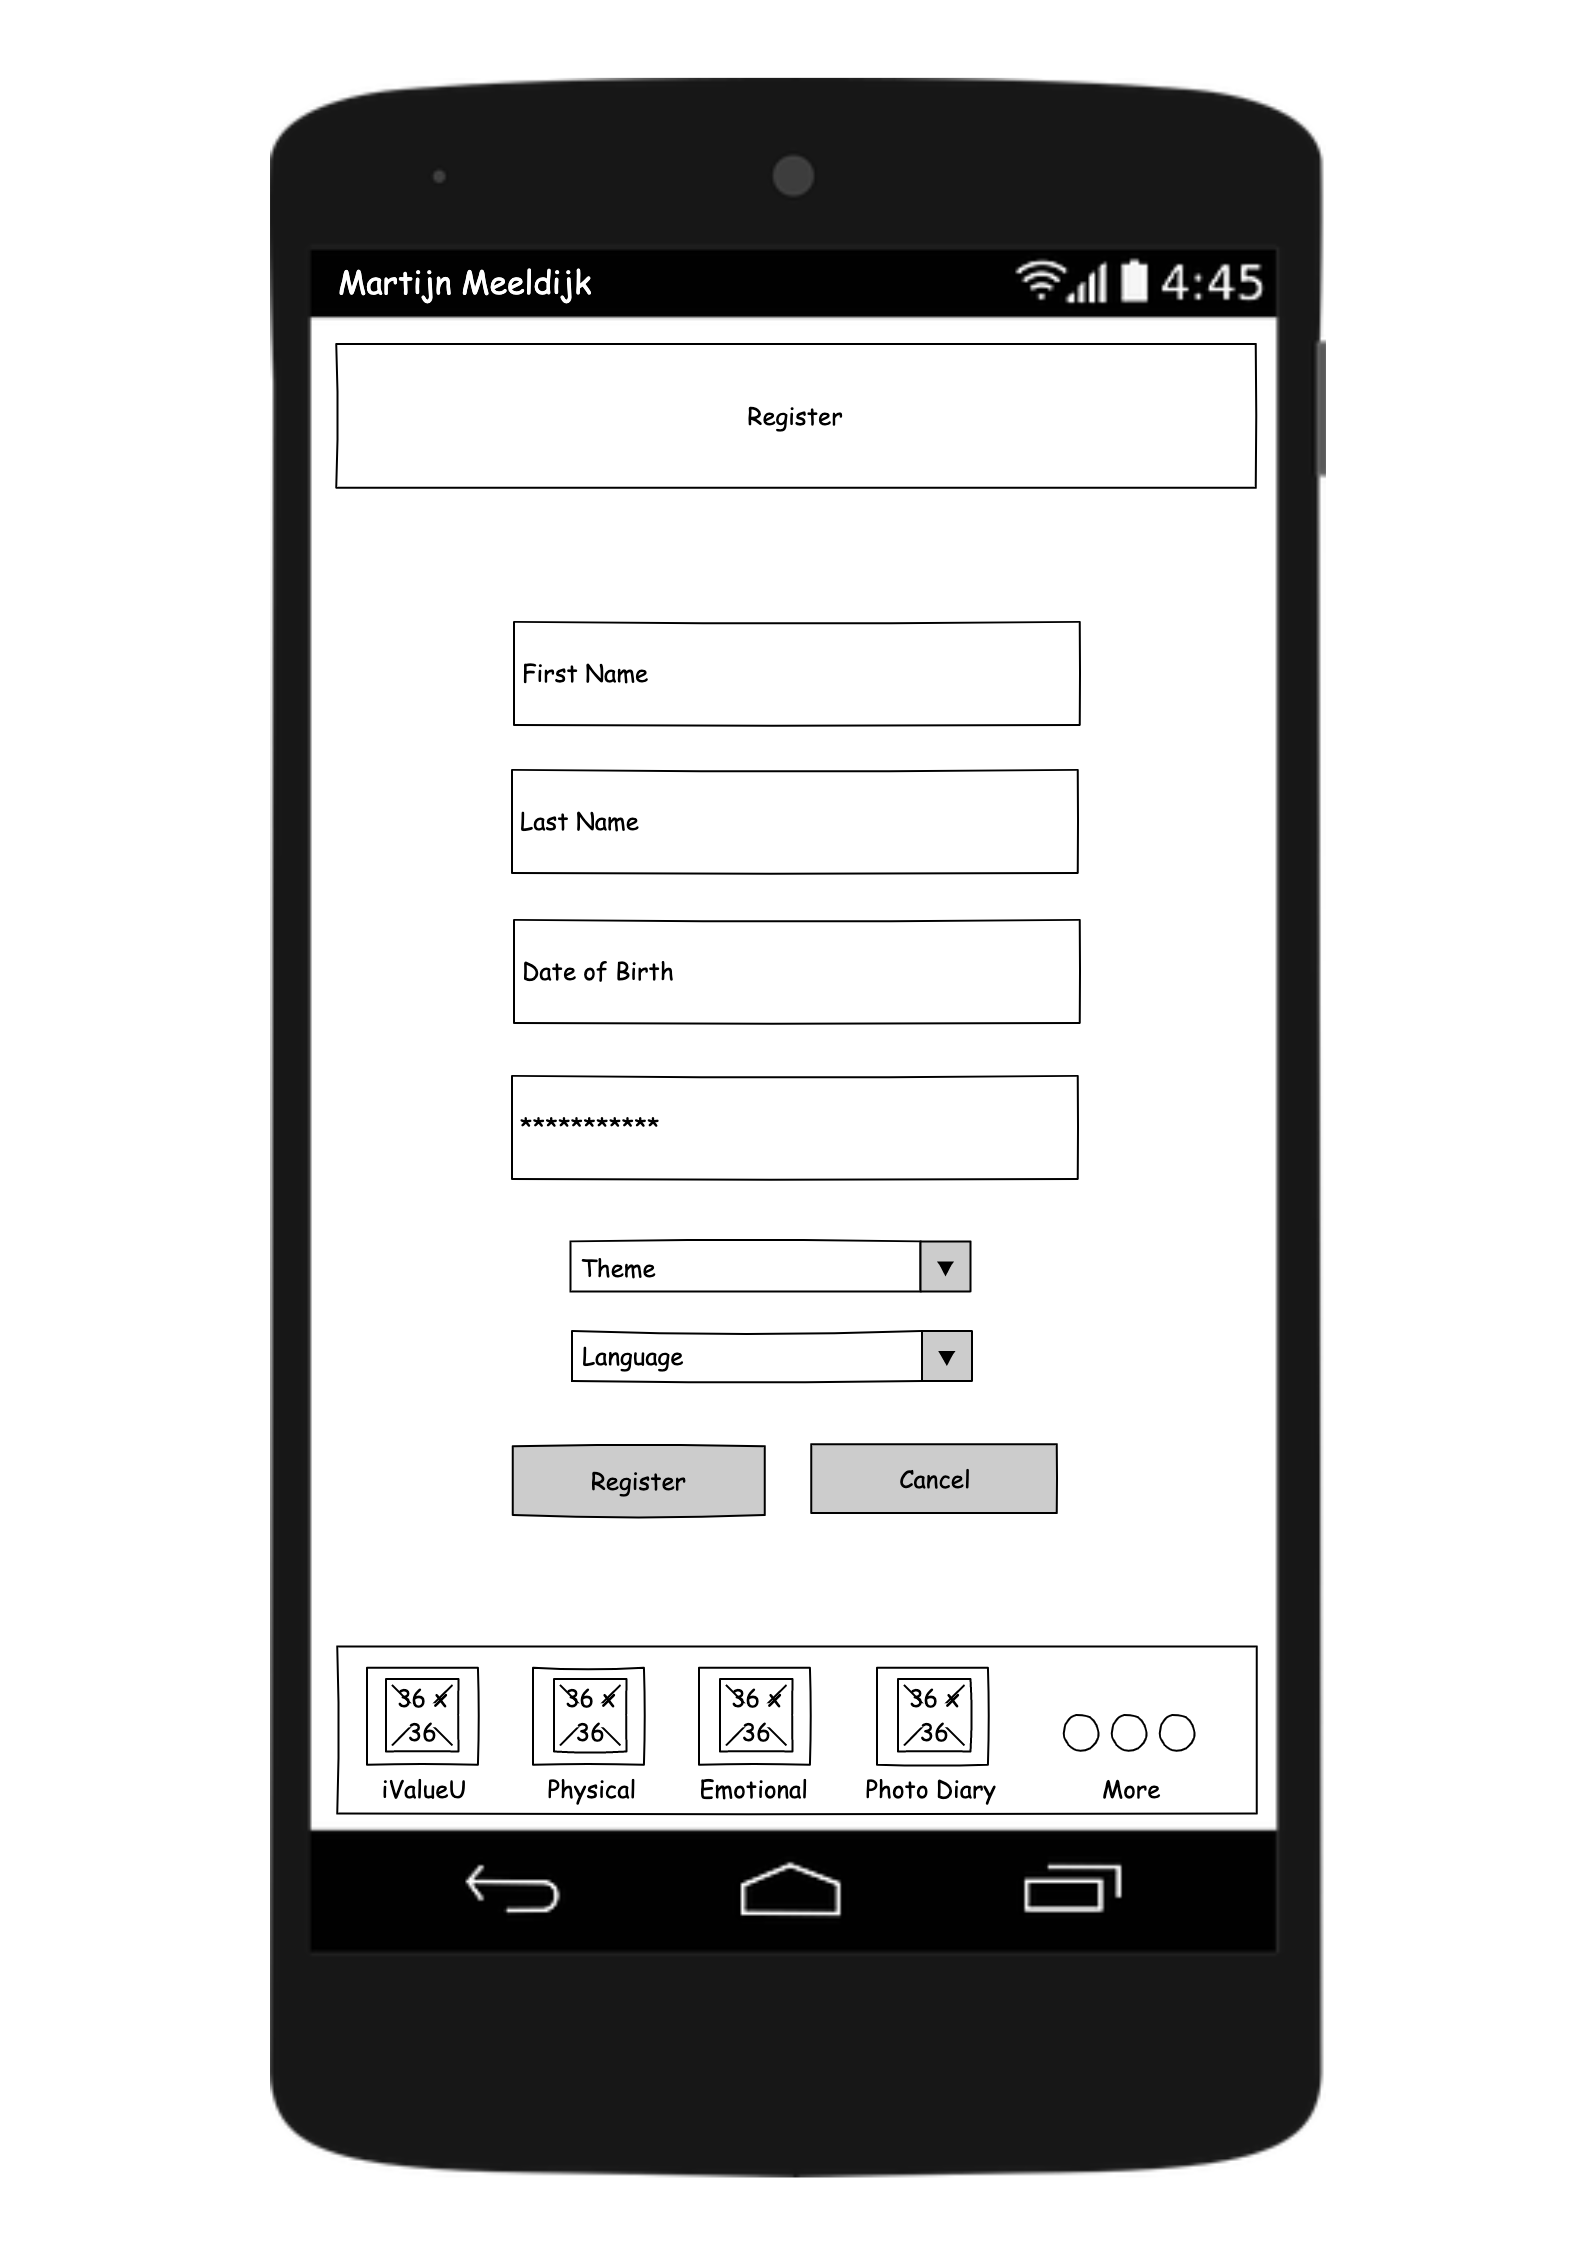 Martijn Meeldijk 4:45
Register
First Name
Last Name
Date of Birth
***********
Theme
Language
Register Cancel
36 x 36 x 36 x 36 x
36 36 36 36
iValueU Physical Emotional Photo Diary More